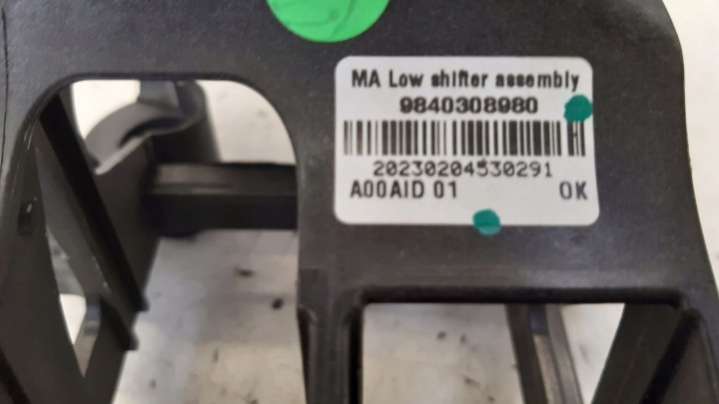 MA Low shifter assembly
9840308980
20230204530291
A00AID 01 OK